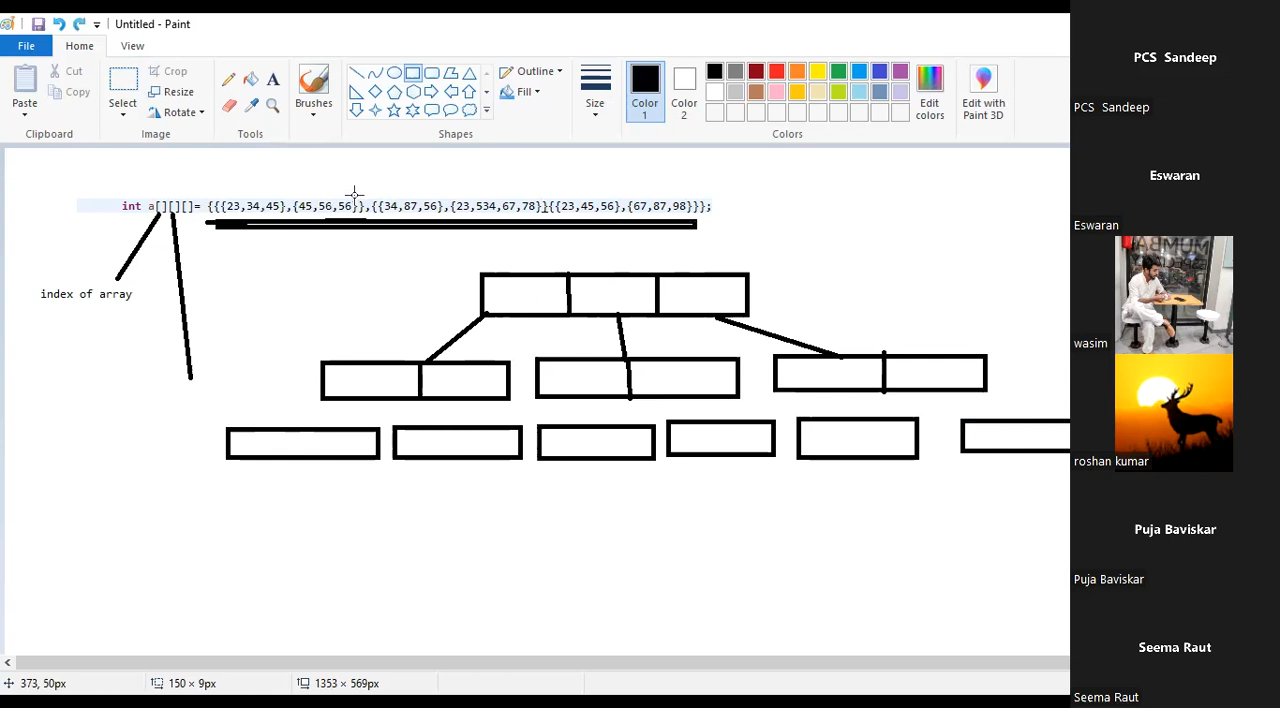 Untitled - Paint
File Home View
Paste
Cut
Copy
Clipboard
Select
Crop
Resize
Rotate
Image
Tools
Brushes
Outline
Fill
Shapes
Size
Color 1
Color 2
Edit colors
Colors
Edit with Paint 3D
int a[][][]= {{{23,34,45},{45,56,56}},{{34,87,56},{23,534,67,78}}{{23,45,56},{67,87,98}}};
index of array
373, 50px
150 × 9px
1353 × 569px
PCS Sandeep
PCS Sandeep
Eswaran
Eswaran
MUMBAI
wasim
roshan kumar
Puja Baviskar
Puja Baviskar
Seema Raut
Seema Raut